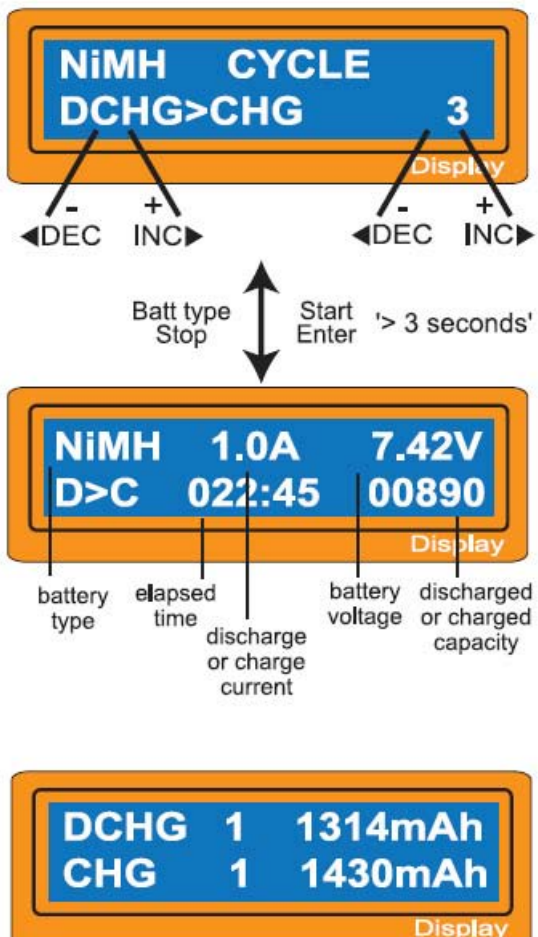 NiMH CYCLE
DCHG>CHG 3
Display
- + - +
◀DEC INC▶ ◀DEC INC▶
Batt type Start
Stop Enter '> 3 seconds'
NiMH 1.0A 7.42V
D>C 022:45 00890
Display
battery type
elapsed time
discharge or charge current
battery voltage
discharged or charged capacity
DCHG 1 1314mAh
CHG 1 1430mAh
Display